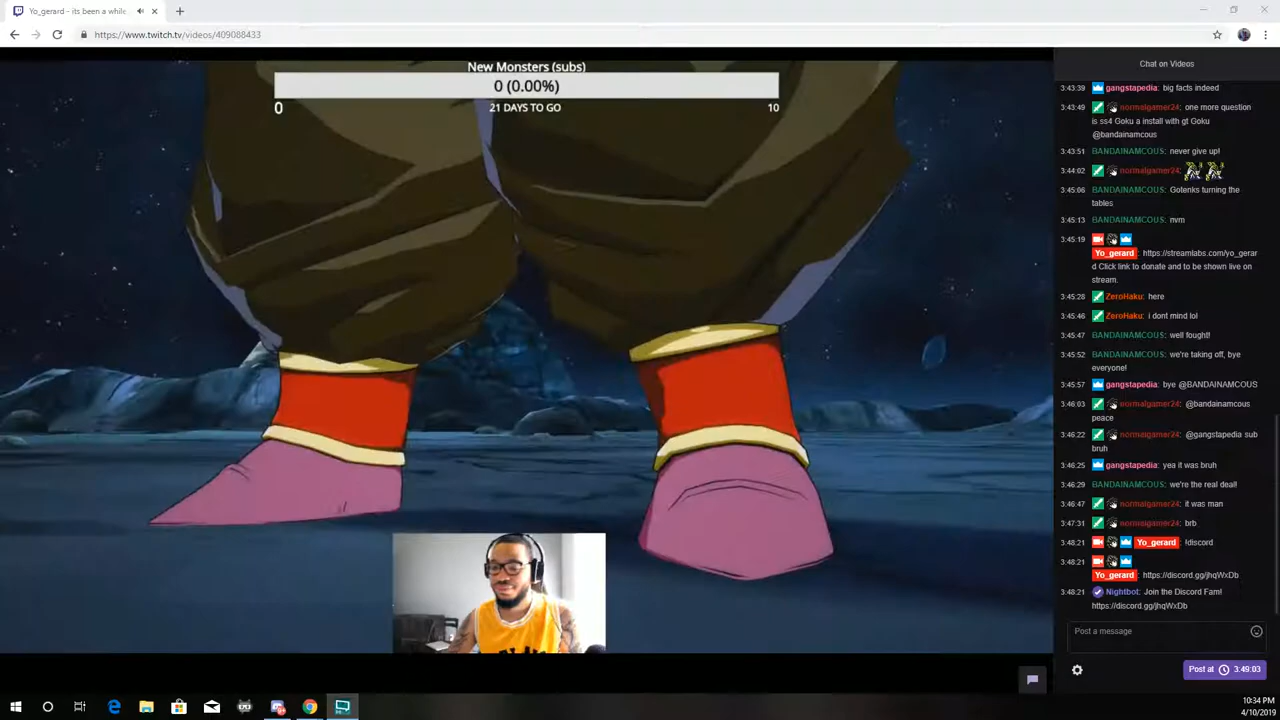 Yo_gerard - its been a while
https://www.twitch.tv/videos/409088433
New Monsters (subs)
0 (0.00%)
0
21 DAYS TO GO
10
Chat on Videos
3:43:39 gangstapedia: big facts indeed
3:43:49 normalgamer24: one more question
is ss4 Goku a install with gt Goku
@bandainamcous
3:43:51 BANDAINAMCOUS: never give up!
3:44:02 normalgamer24:
3:45:06 BANDAINAMCOUS: Gotenks turning the
tables
3:45:13 BANDAINAMCOUS: nvm
3:45:19
Yo_gerard: https://streamlabs.com/yo_gerar
d Click link to donate and to be shown live on
stream.
3:45:28 ZeroHaku: here
3:45:46 ZeroHaku: i dont mind lol
3:45:47 BANDAINAMCOUS: well fought!
3:45:52 BANDAINAMCOUS: we're taking off, bye
everyone!
3:45:57 gangstapedia: bye @BANDAINAMCOUS
3:46:03 normalgamer24: @bandainamcous
peace
3:46:22 normalgamer24: @gangstapedia sub
bruh
3:46:25 gangstapedia: yea it was bruh
3:46:29 BANDAINAMCOUS: we're the real deal!
3:46:47 normalgamer24: it was man
3:47:31 normalgamer24: brb
3:48:21 Yo_gerard: !discord
3:48:21
Yo_gerard: https://discord.gg/jhqWxDb
3:48:21 Nightbot: Join the Discord Fam!
https://discord.gg/jhqWxDb
Post a message
Post at 3:49:03
10:34 PM
4/10/2019